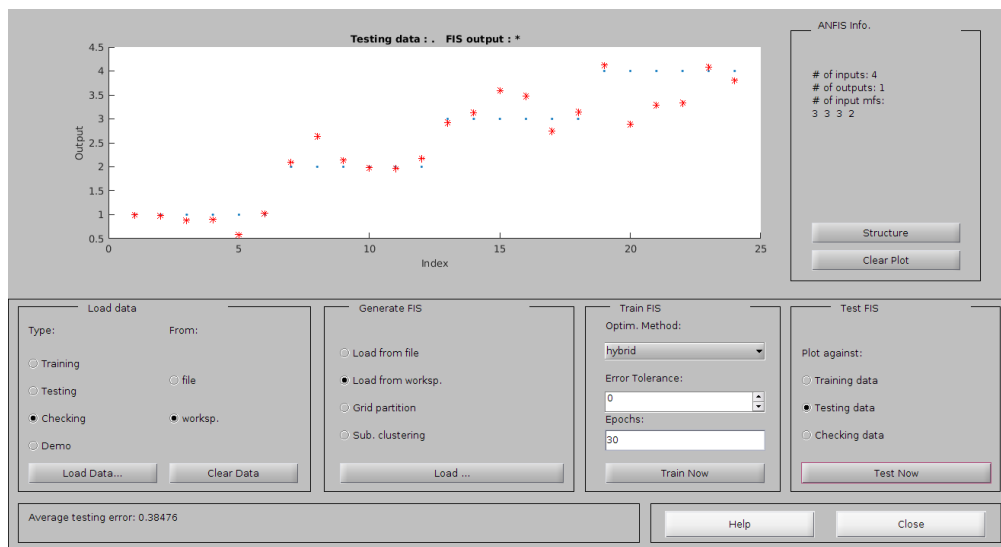 Testing data : .   FIS output : *
4.5
4
3.5
3
2.5
2
1.5
1
0.5
Output
0
5
10
15
20
25
Index
ANFIS Info.
# of inputs: 4
# of outputs: 1
# of input mfs:
3 3 3 2
Structure
Clear Plot
Load data
Type:
From:
Training
Testing
Checking
Demo
file
worksp.
Load Data...
Clear Data
Generate FIS
Load from file
Load from worksp.
Grid partition
Sub. clustering
Load ...
Train FIS
Optim. Method:
hybrid
Error Tolerance:
0
Epochs:
30
Train Now
Test FIS
Plot against:
Training data
Testing data
Checking data
Test Now
Average testing error: 0.38476
Help
Close